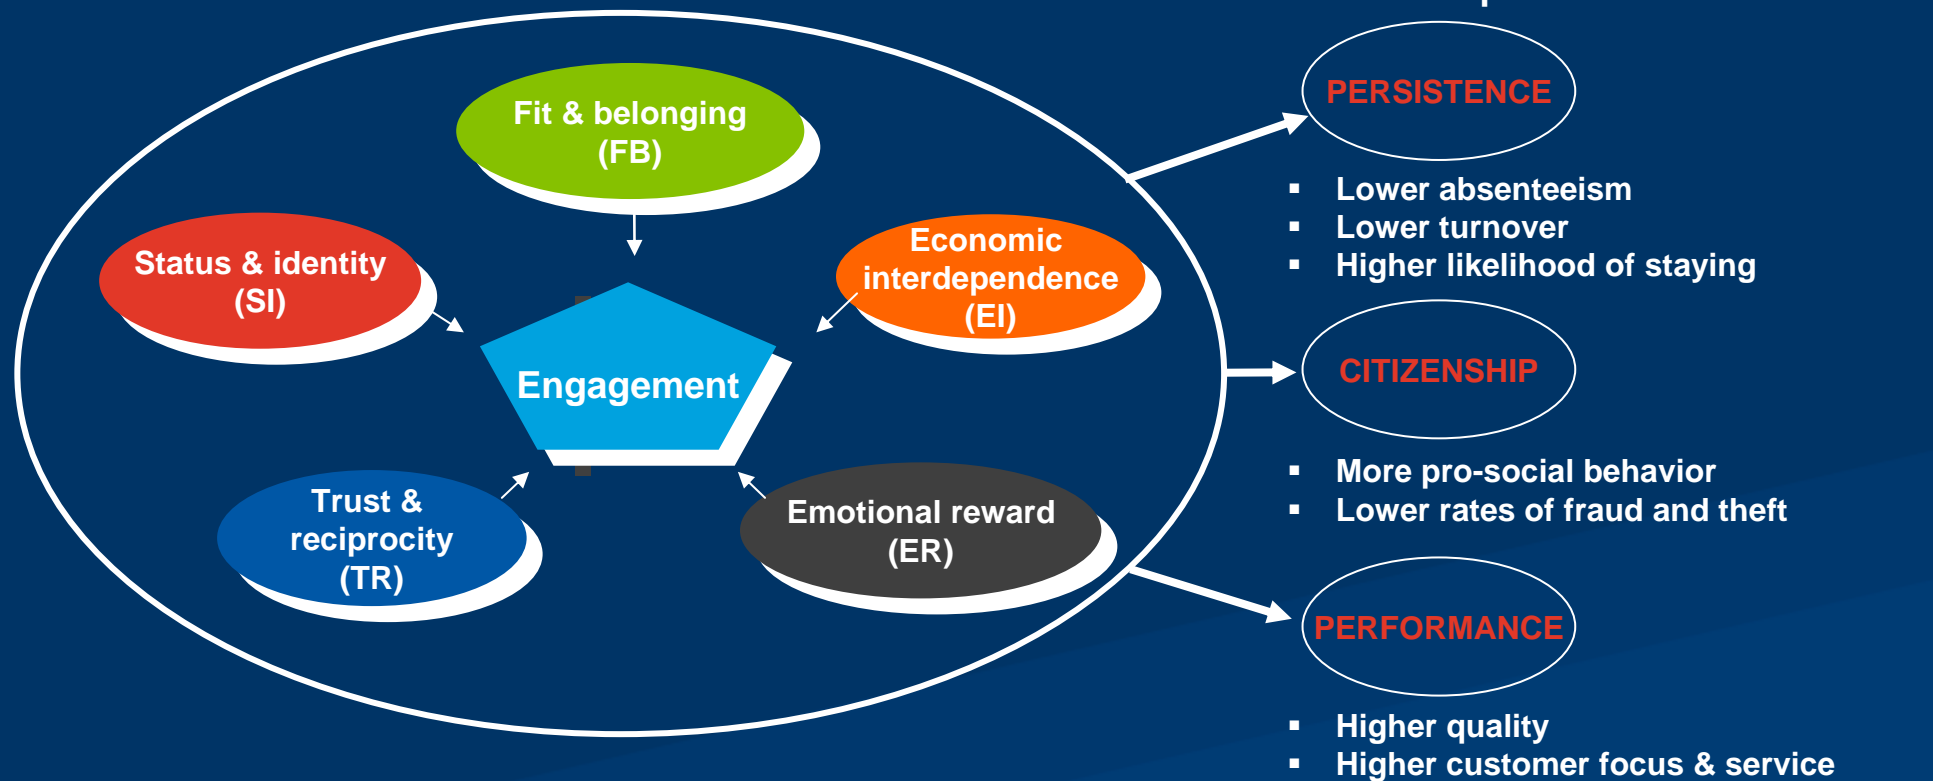 Fit & belonging
(FB)
Status & identity
(SI)
Economic
interdependence
(EI)
Engagement
Trust &
reciprocity
(TR)
Emotional reward
(ER)
PERSISTENCE
▪ Lower absenteeism
▪ Lower turnover
▪ Higher likelihood of staying
CITIZENSHIP
▪ More pro-social behavior
▪ Lower rates of fraud and theft
PERFORMANCE
▪ Higher quality
▪ Higher customer focus & service